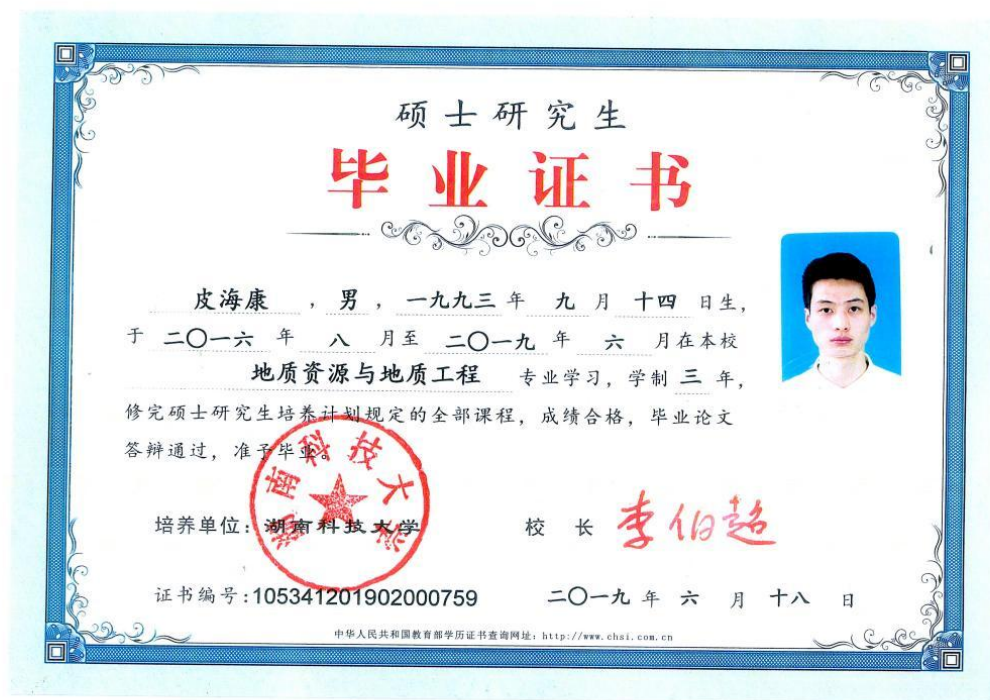 硕士研究生
毕业证书
皮海康 ，男，一九九三年九月十四日生，
于二〇一六年八月至二〇一九年六月在本校
地质资源与地质工程 专业学习，学制三年，
修完硕士研究生培养计划规定的全部课程，成绩合格，毕业论文
答辩通过，准予毕业。
湖南科技大学
培养单位：湖南科技大学 校长 李伯超
证书编号：105341201902000759 二〇一九年六月十八日
中华人民共和国教育部学历证书查询网址：http://www.chsi.com.cn